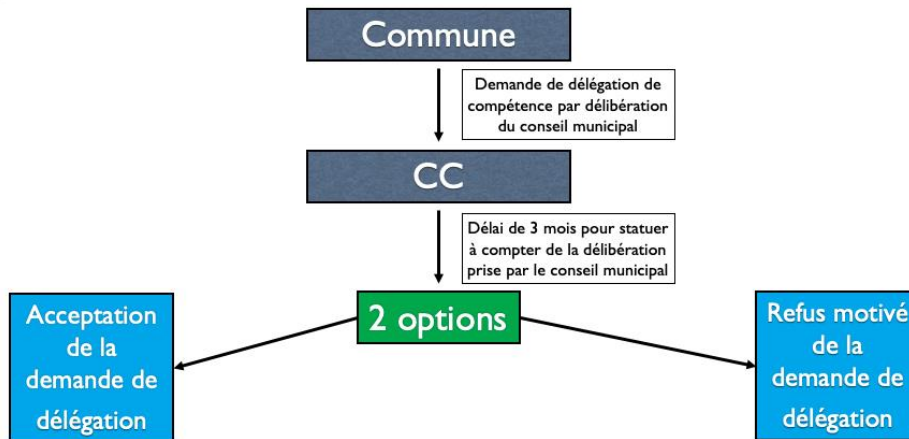 Commune
Demande de délégation de
compétence par délibération
du conseil municipal
CC
Délai de 3 mois pour statuer
à compter de la délibération
prise par le conseil municipal
2 options
Acceptation
de la
demande de
délégation
Refus motivé
de la
demande de
délégation